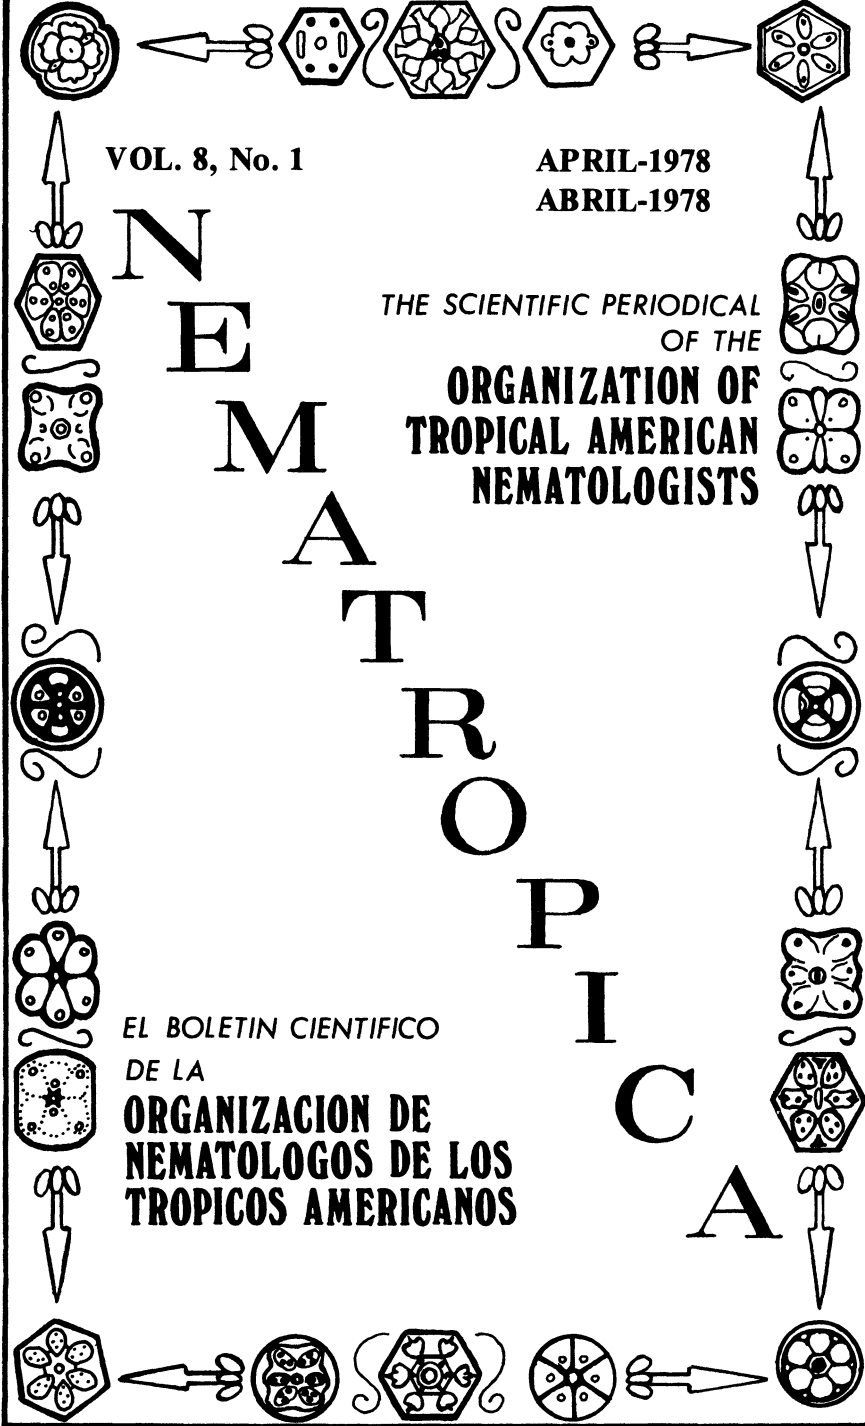 VOL. 8, No. 1
APRIL-1978
ABRIL-1978
NEMATROPICA
THE SCIENTIFIC PERIODICAL
OF THE
ORGANIZATION OF
TROPICAL AMERICAN
NEMATOLOGISTS
EL BOLETIN CIENTIFICO
DE LA
ORGANIZACION DE
NEMATOLOGOS DE LOS
TROPICOS AMERICANOS